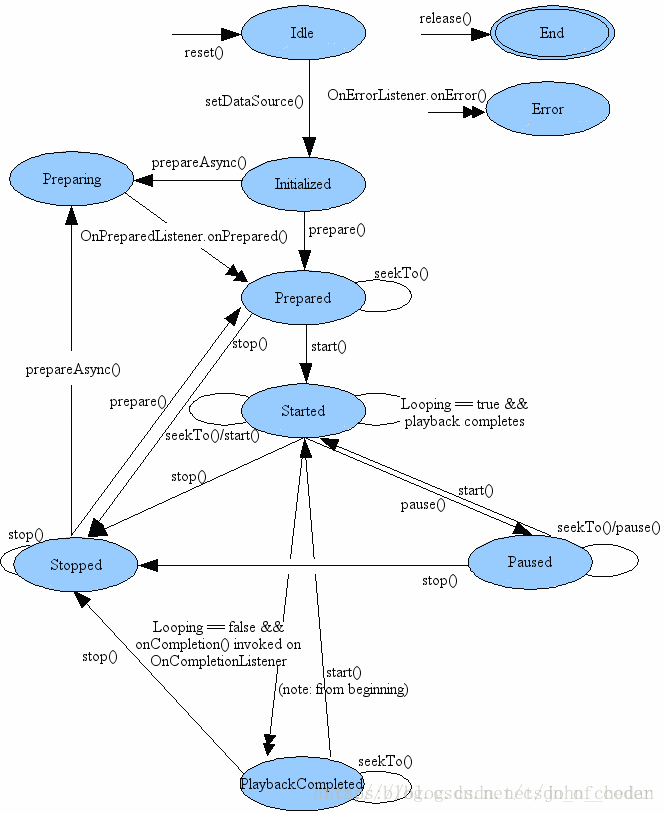 Idle
reset()
release()
End
OnErrorListener.onError()
Error
setDataSource()
Preparing
prepareAsync()
Initialized
prepare()
OnPreparedListener.onPrepared()
Prepared
seekTo()
stop()
start()
prepareAsync()
prepare()
Started
Looping == true &&
playback completes
seekTo()/start()
stop()
start()
pause()
stop()
Stopped
Paused
seekTo()/pause()
stop()
Looping == false &&
onCompletion() invoked on
OnCompletionListener
stop()
start()
(note: from beginning)
seekTo()
PlaybackCompleted